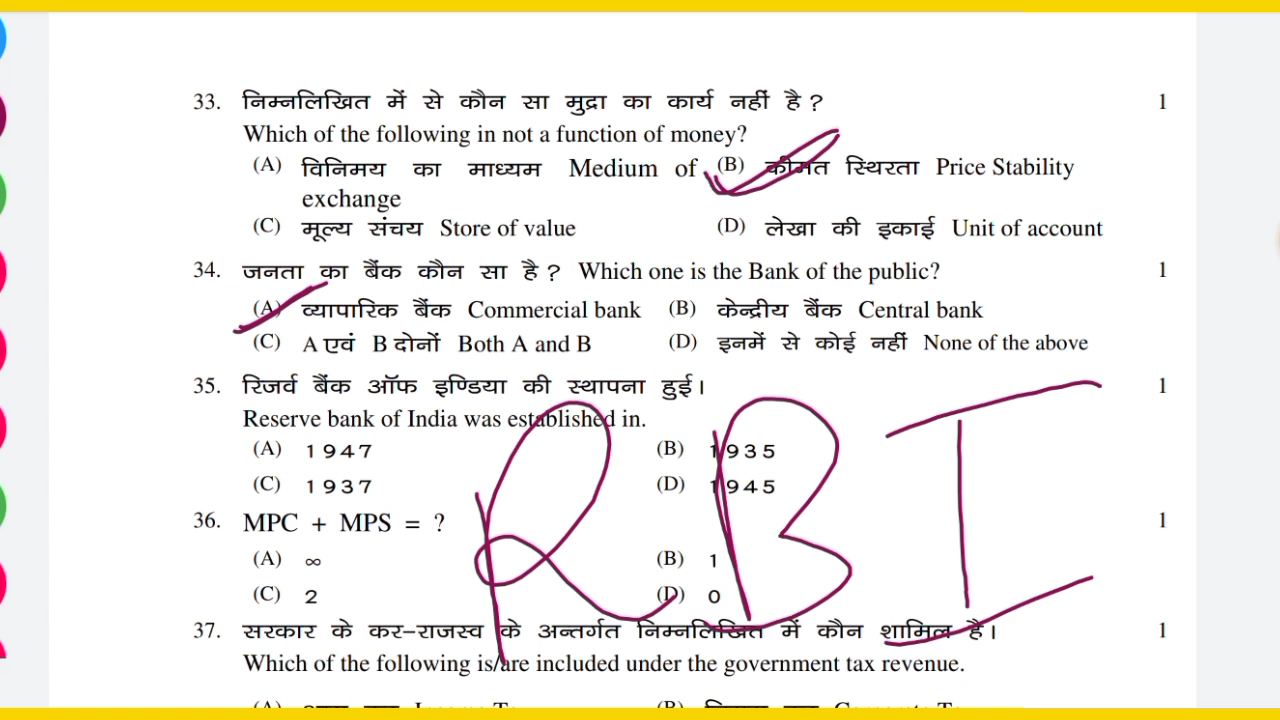 33. निम्नलिखित में से कौन सा मुद्रा का कार्य नहीं है ? 1
Which of the following in not a function of money?
(A) विनिमय का माध्यम Medium of exchange (B) कीमत स्थिरता Price Stability
(C) मूल्य संचय Store of value (D) लेखा की इकाई Unit of account
34. जनता का बैंक कौन सा है ? Which one is the Bank of the public? 1
(A) व्यापारिक बैंक Commercial bank (B) केन्द्रीय बैंक Central bank
(C) A एवं B दोनों Both A and B (D) इनमें से कोई नहीं None of the above
35. रिजर्व बैंक ऑफ इण्डिया की स्थापना हुई। 1
Reserve bank of India was established in.
(A) 1947 (B) 1935
(C) 1937 (D) 1945
RBI
36. MPC + MPS = ? 1
(A) ∞ (B) 1
(C) 2 (D) 0
37. सरकार के कर-राजस्व के अन्तर्गत निम्नलिखित में कौन शामिल है। 1
Which of the following is/are included under the government tax revenue.